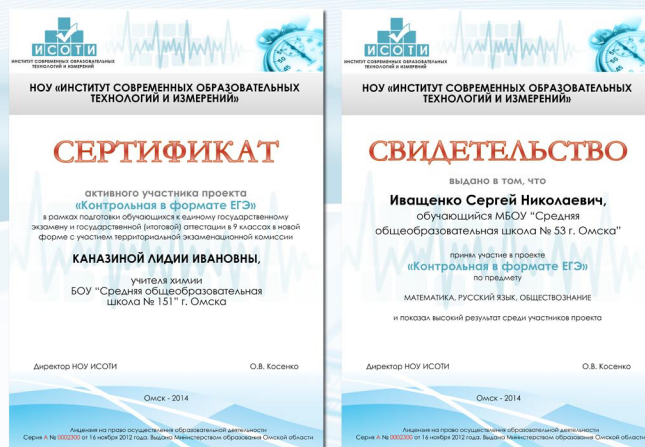 ИСОТИ
ИНСТИТУТ СОВРЕМЕННЫХ ОБРАЗОВАТЕЛЬНЫХ
ТЕХНОЛОГИЙ И ИЗМЕРЕНИЙ
НОУ «ИНСТИТУТ СОВРЕМЕННЫХ ОБРАЗОВАТЕЛЬНЫХ
ТЕХНОЛОГИЙ И ИЗМЕРЕНИЙ»
СЕРТИФИКАТ
активного участника проекта
«Контрольная в формате ЕГЭ»
в рамках подготовки обучающихся к единому государственному
экзамену и государственной (итоговой) аттестации в 9 классах в новой
форме с участием территориальной экзаменационной комиссии
КАНАЗИНОЙ ЛИДИИ ИВАНОВНЫ,
учителя химии
БОУ “Средняя общеобразовательная
школа № 151” г. Омска
Директор НОУ ИСОТИ О.В. Косенко
Омск - 2014
Лицензия на право осуществления образовательной деятельности
Серия А № 0002300 от 16 ноября 2012 года. Выдана Министерством образования Омской области
ИСОТИ
ИНСТИТУТ СОВРЕМЕННЫХ ОБРАЗОВАТЕЛЬНЫХ
ТЕХНОЛОГИЙ И ИЗМЕРЕНИЙ
НОУ «ИНСТИТУТ СОВРЕМЕННЫХ ОБРАЗОВАТЕЛЬНЫХ
ТЕХНОЛОГИЙ И ИЗМЕРЕНИЙ»
СВИДЕТЕЛЬСТВО
выдано в том, что
Иващенко Сергей Николаевич,
обучающийся МБОУ “Средняя
общеобразовательная школа № 53 г. Омска”
принял участие в проекте
«Контрольная в формате ЕГЭ»
по предмету
МАТЕМАТИКА, РУССКИЙ ЯЗЫК, ОБЩЕСТВОЗНАНИЕ
и показал высокий результат среди участников проекта
Директор НОУ ИСОТИ О.В. Косенко
Омск - 2014
Лицензия на право осуществления образовательной деятельности
Серия А № 0002300 от 16 ноября 2012 года. Выдана Министерством образования Омской области